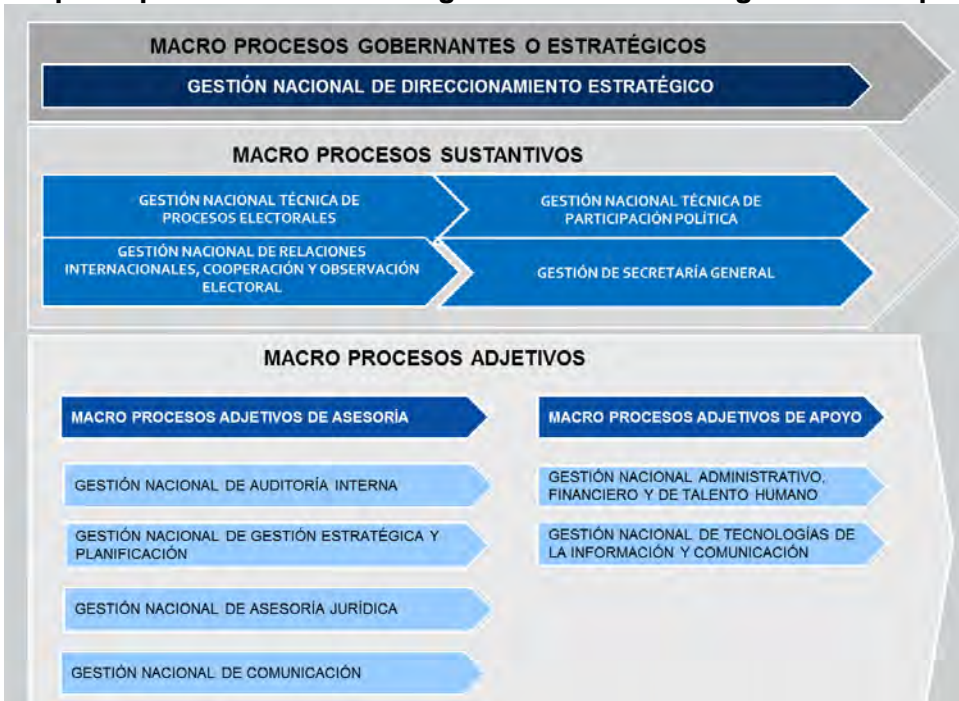 MACRO PROCESOS GOBERNANTES O ESTRATÉGICOS
GESTIÓN NACIONAL DE DIRECCIONAMIENTO ESTRATÉGICO
MACRO PROCESOS SUSTANTIVOS
GESTIÓN NACIONAL TÉCNICA DE
PROCESOS ELECTORALES
GESTIÓN NACIONAL TÉCNICA DE
PARTICIPACIÓN POLÍTICA
GESTIÓN NACIONAL DE RELACIONES
INTERNACIONALES, COOPERACIÓN Y OBSERVACIÓN
ELECTORAL
GESTIÓN DE SECRETARÍA GENERAL
MACRO PROCESOS ADJETIVOS
MACRO PROCESOS ADJETIVOS DE ASESORÍA
GESTIÓN NACIONAL DE AUDITORÍA INTERNA
GESTIÓN NACIONAL DE GESTIÓN ESTRATÉGICA Y
PLANIFICACIÓN
GESTIÓN NACIONAL DE ASESORÍA JURÍDICA
GESTIÓN NACIONAL DE COMUNICACIÓN
MACRO PROCESOS ADJETIVOS DE APOYO
GESTIÓN NACIONAL ADMINISTRATIVO,
FINANCIERO Y DE TALENTO HUMANO
GESTIÓN NACIONAL DE TECNOLOGÍAS DE
LA INFORMACIÓN Y COMUNICACIÓN